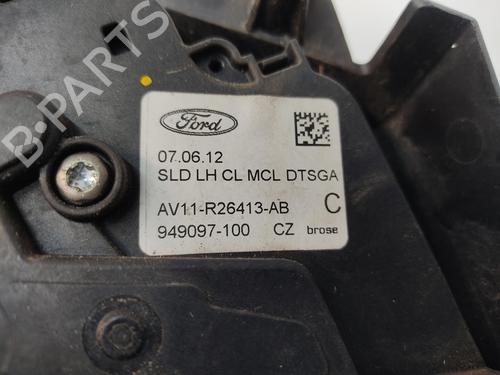 B-PARTS
Ford
07.06.12
SLD LH CL MCL DTSGA
AV11-R26413-AB C
949097-100 CZ brose